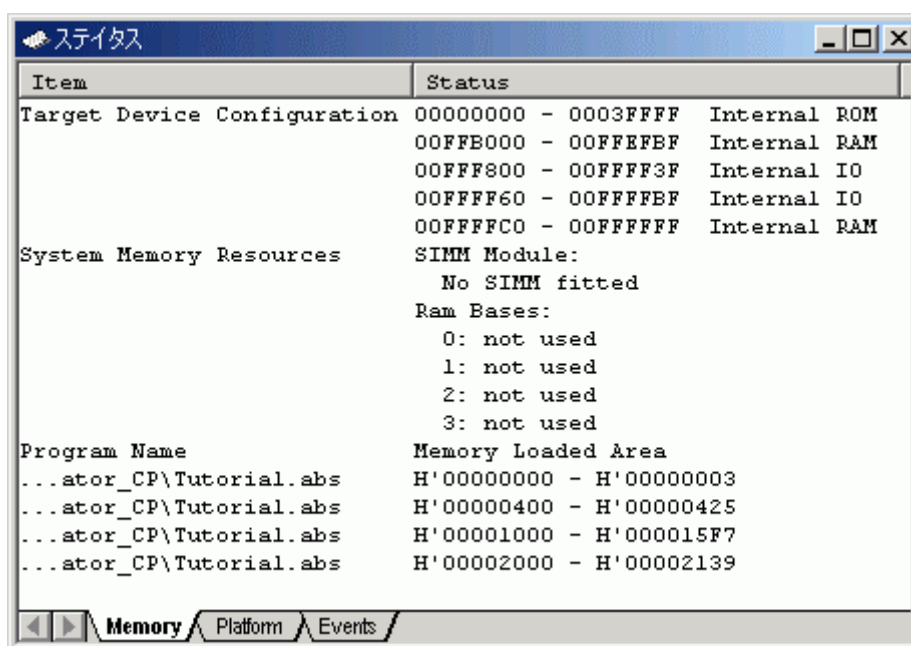 ステイタス
Item Status
Target Device Configuration 00000000 - 0003FFFF Internal ROM
00FFB000 - 00FFEFBF Internal RAM
00FFF800 - 00FFFF3F Internal IO
00FFFF60 - 00FFFFBF Internal IO
00FFFFC0 - 00FFFFFF Internal RAM
System Memory Resources SIMM Module:
No SIMM fitted
Ram Bases:
0: not used
1: not used
2: not used
3: not used
Program Name Memory Loaded Area
...ator_CP\Tutorial.abs H'00000000 - H'00000003
...ator_CP\Tutorial.abs H'00000400 - H'00000425
...ator_CP\Tutorial.abs H'00001000 - H'000015F7
...ator_CP\Tutorial.abs H'00002000 - H'00002139
Memory Platform Events